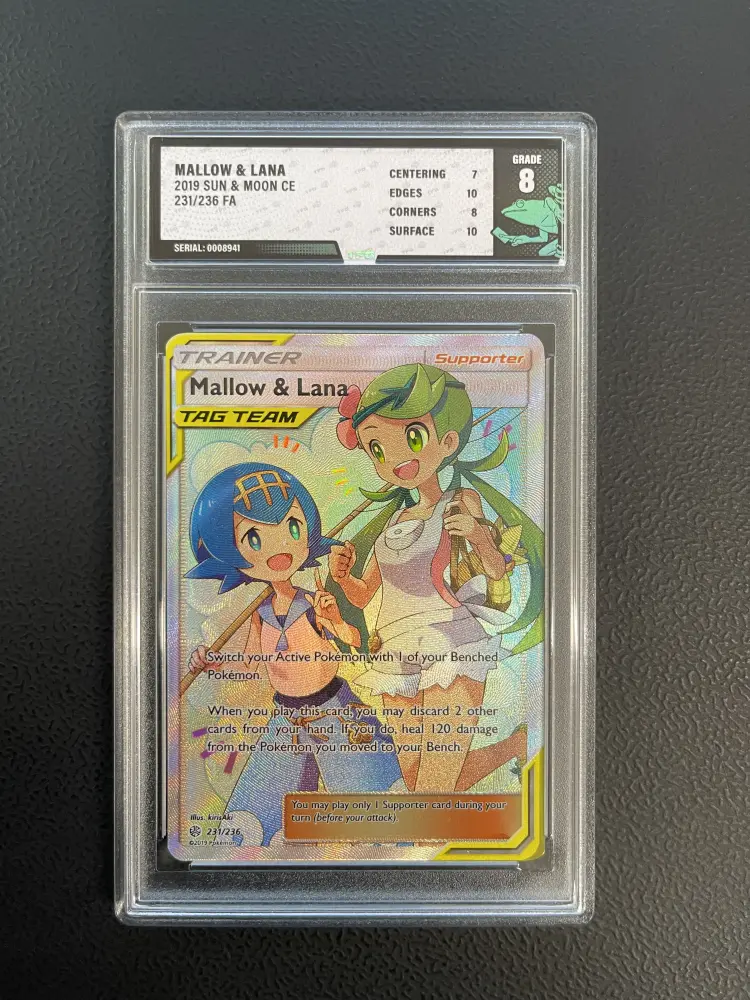 MALLOW & LANA
2019 SUN & MOON CE
231/236 FA
SERIAL: 0008941
CENTERING 7
EDGES 10
CORNERS 8
SURFACE 10
GRADE
8
TRAINER
Supporter
Mallow & Lana
TAG TEAM
Switch your Active Pokémon with 1 of your Benched
Pokémon.
When you play this card, you may discard 2 other
cards from your hand. If you do, heal 120 damage
from the Pokémon you moved to your Bench.
You may play only 1 Supporter card during your
turn (before your attack).
Illus. kirisAki
231/236
©2019 Pokémon